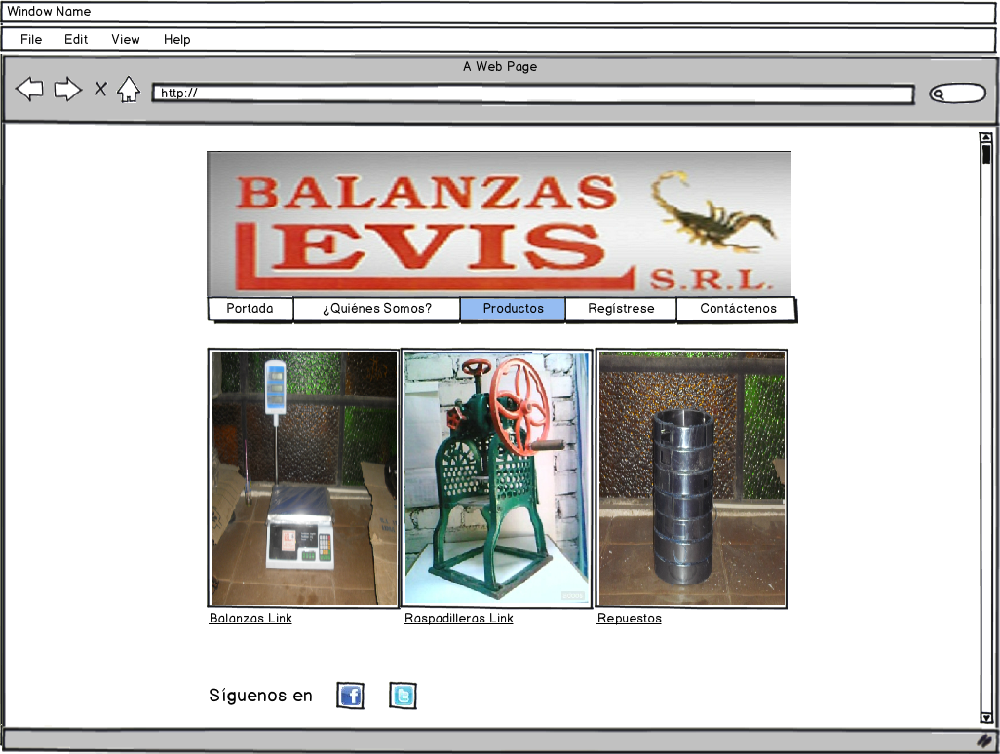 Window Name
File Edit View Help
A Web Page
http://
BALANZAS
LEVIS
S.R.L.
Portada ¿Quiénes Somos? Productos Regístrese Contáctenos
Balanzas Link Raspadilleras Link Repuestos
Síguenos en f t